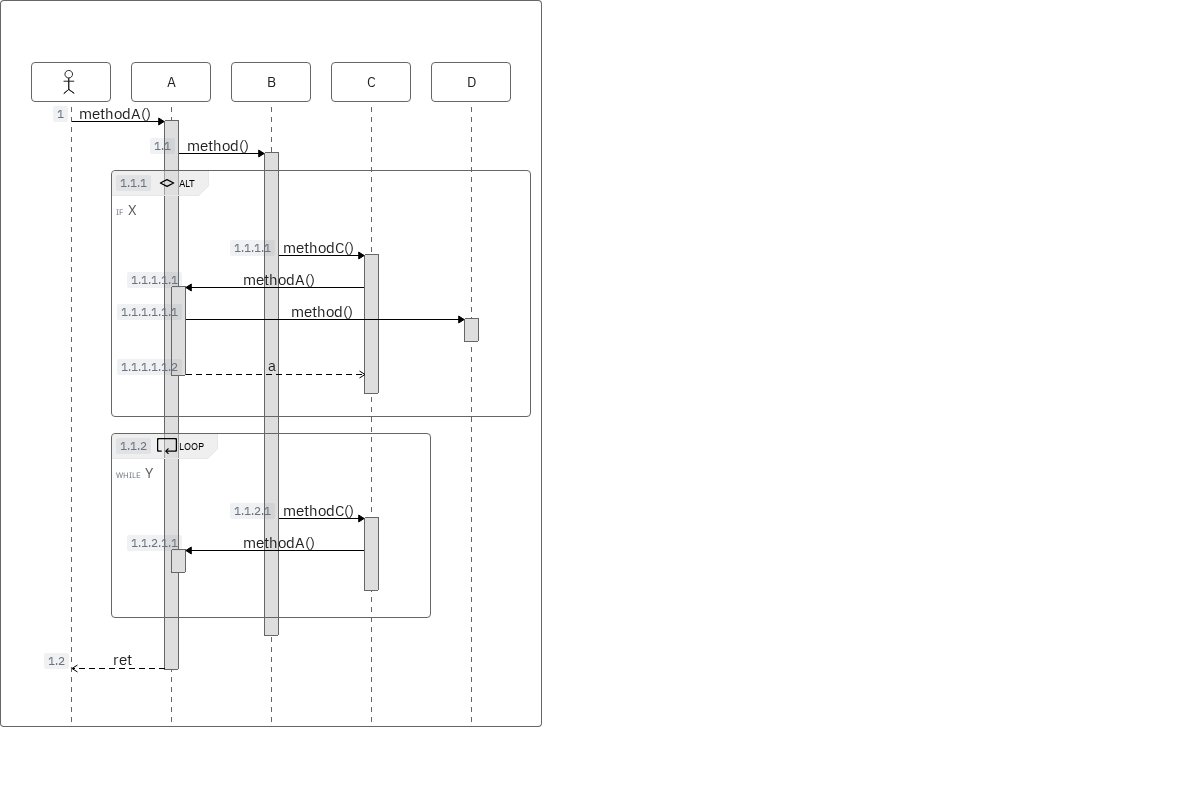 A B C D
1 methodA()
1.1 method()
1.1.1 ALT
IF X
1.1.1.1 methodC()
1.1.1.1.1 methodA()
1.1.1.1.1.1 method()
1.1.1.1.1.2 a
1.1.2 LOOP
WHILE Y
1.1.2.1 methodC()
1.1.2.1.1 methodA()
1.2 ret